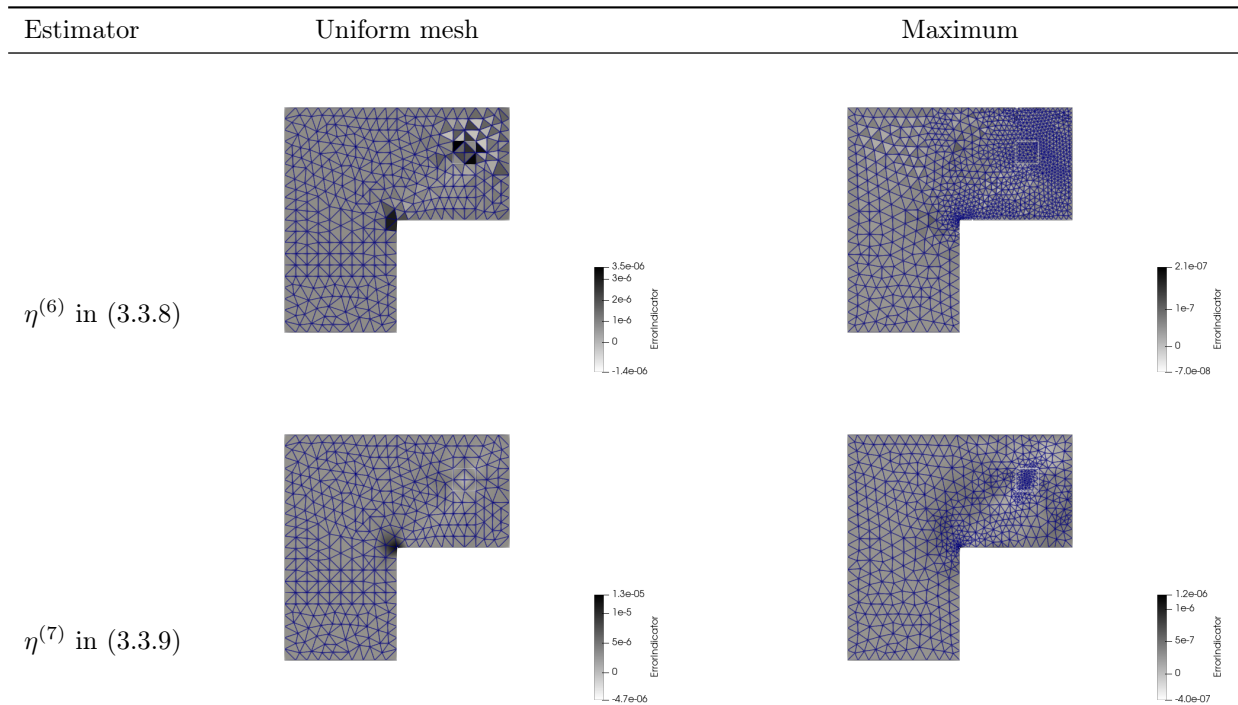 Estimator Uniform mesh Maximum
3.5e-06
3e-6
2e-6
1e-6
0
-1.4e-06
ErrorIndicator
2.1e-07
1e-7
0
-7.0e-08
ErrorIndicator
η(6) in (3.3.8)
1.3e-05
1e-5
5e-6
0
-4.7e-06
ErrorIndicator
1.2e-06
1e-6
5e-7
0
-4.0e-07
ErrorIndicator
η(7) in (3.3.9)